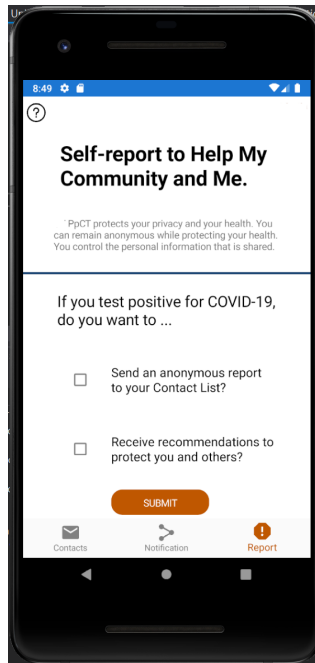 8:49
?
Self-report to Help My
Community and Me.
PpCT protects your privacy and your health. You
can remain anonymous while protecting your health.
You control the personal information that is shared.
If you test positive for COVID-19,
do you want to ...
Send an anonymous report
to your Contact List?
Receive recommendations to
protect you and others?
SUBMIT
Contacts
Notification
Report